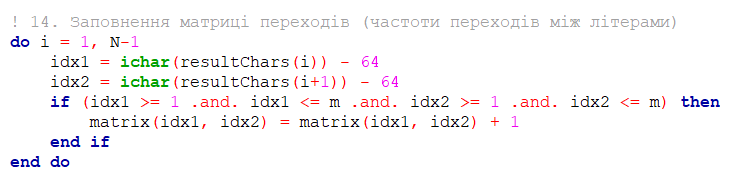 ! 14. Заповнення матриці переходів (частоти переходів між літерами)
do i = 1, N-1
    idx1 = ichar(resultChars(i)) - 64
    idx2 = ichar(resultChars(i+1)) - 64
    if (idx1 >= 1 .and. idx1 <= m .and. idx2 >= 1 .and. idx2 <= m) then
        matrix(idx1, idx2) = matrix(idx1, idx2) + 1
    end if
end do